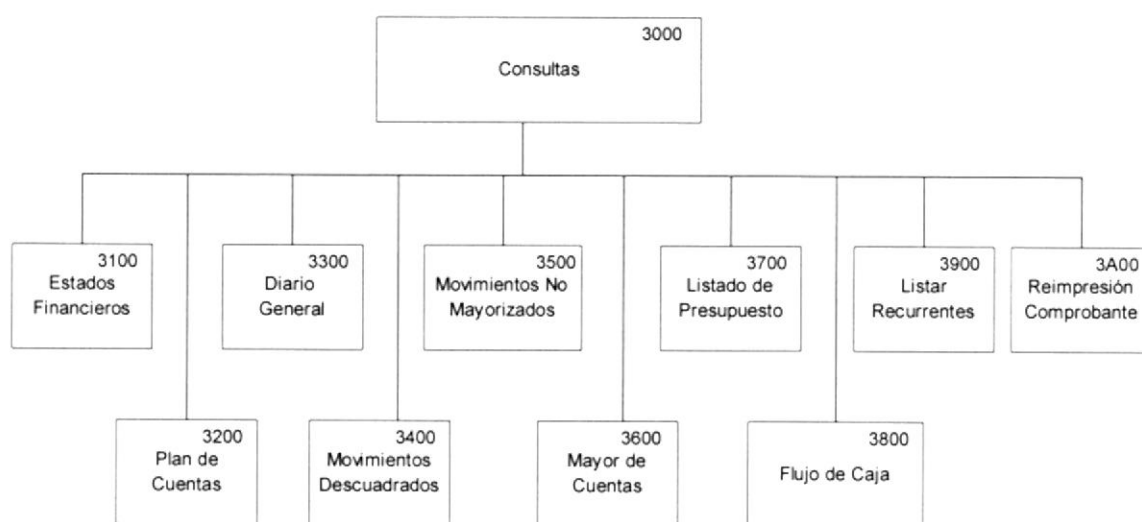 3000
Consultas
3100
Estados
Financieros
3300
Diario
General
3500
Movimientos No
Mayorizados
3700
Listado de
Presupuesto
3900
Listar
Recurrentes
3A00
Reimpresión
Comprobante
3200
Plan de
Cuentas
3400
Movimientos
Descuadrados
3600
Mayor de
Cuentas
3800
Flujo de Caja